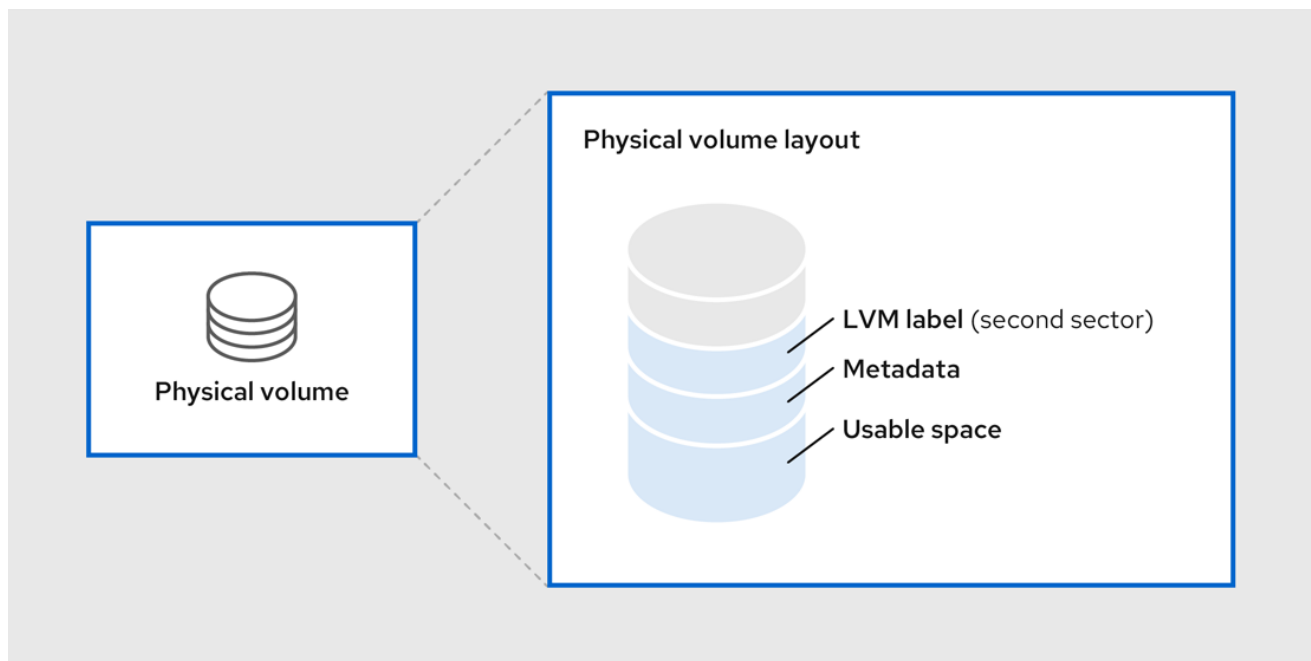 Physical volume
Physical volume layout
LVM label (second sector)
Metadata
Usable space